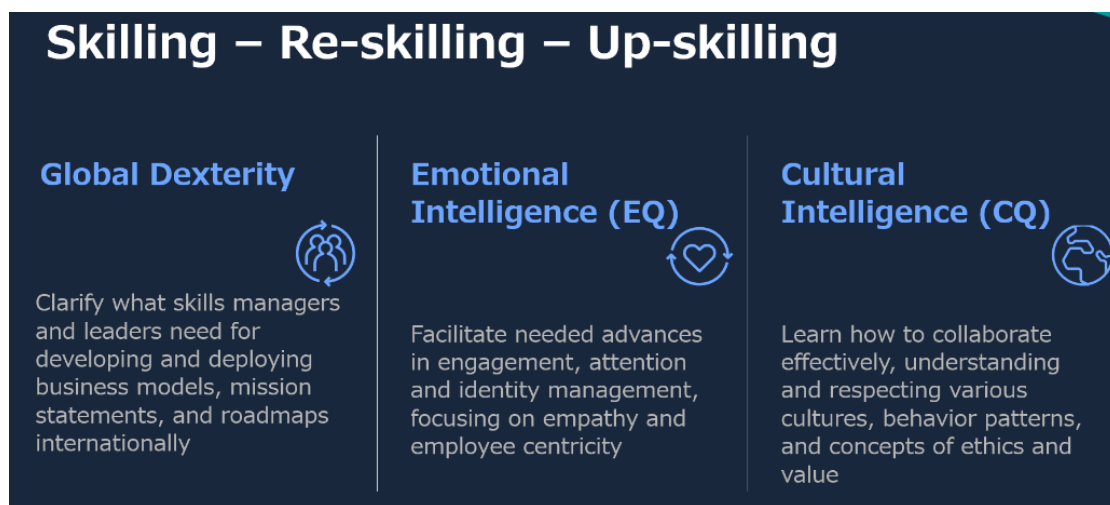 Skilling – Re-skilling – Up-skilling
Global Dexterity
Clarify what skills managers
and leaders need for
developing and deploying
business models, mission
statements, and roadmaps
internationally
Emotional
Intelligence (EQ)
Facilitate needed advances
in engagement, attention
and identity management,
focusing on empathy and
employee centricity
Cultural
Intelligence (CQ)
Learn how to collaborate
effectively, understanding
and respecting various
cultures, behavior patterns,
and concepts of ethics and
value